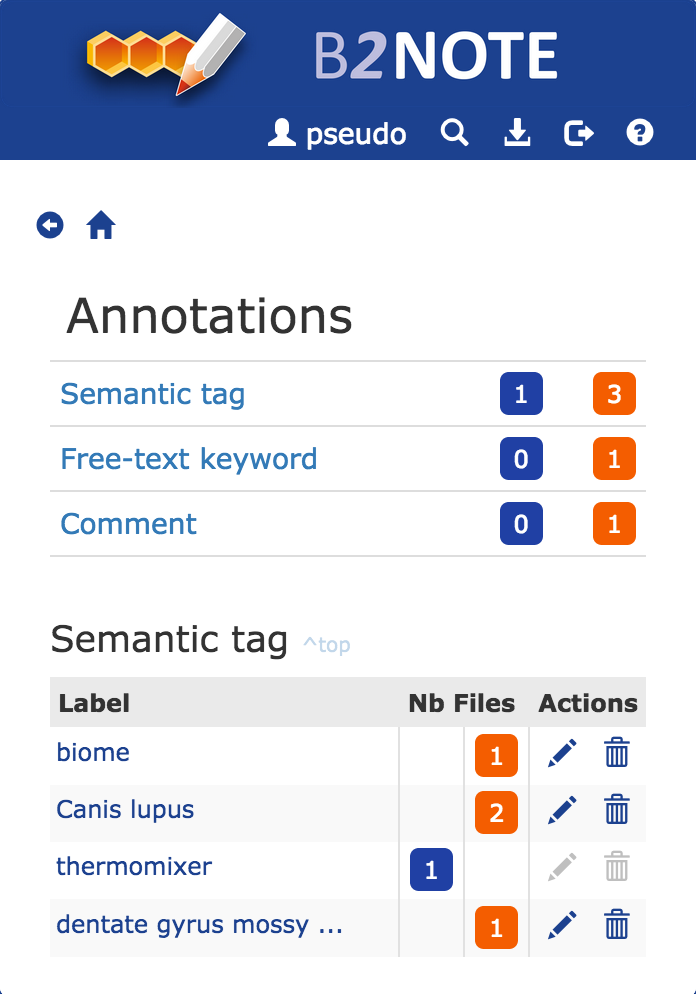 B2NOTE
pseudo
Annotations
Semantic tag 1 3
Free-text keyword 0 1
Comment 0 1
Semantic tag ^top
Label Nb Files Actions
biome 1
Canis lupus 2
thermomixer 1
dentate gyrus mossy ... 1